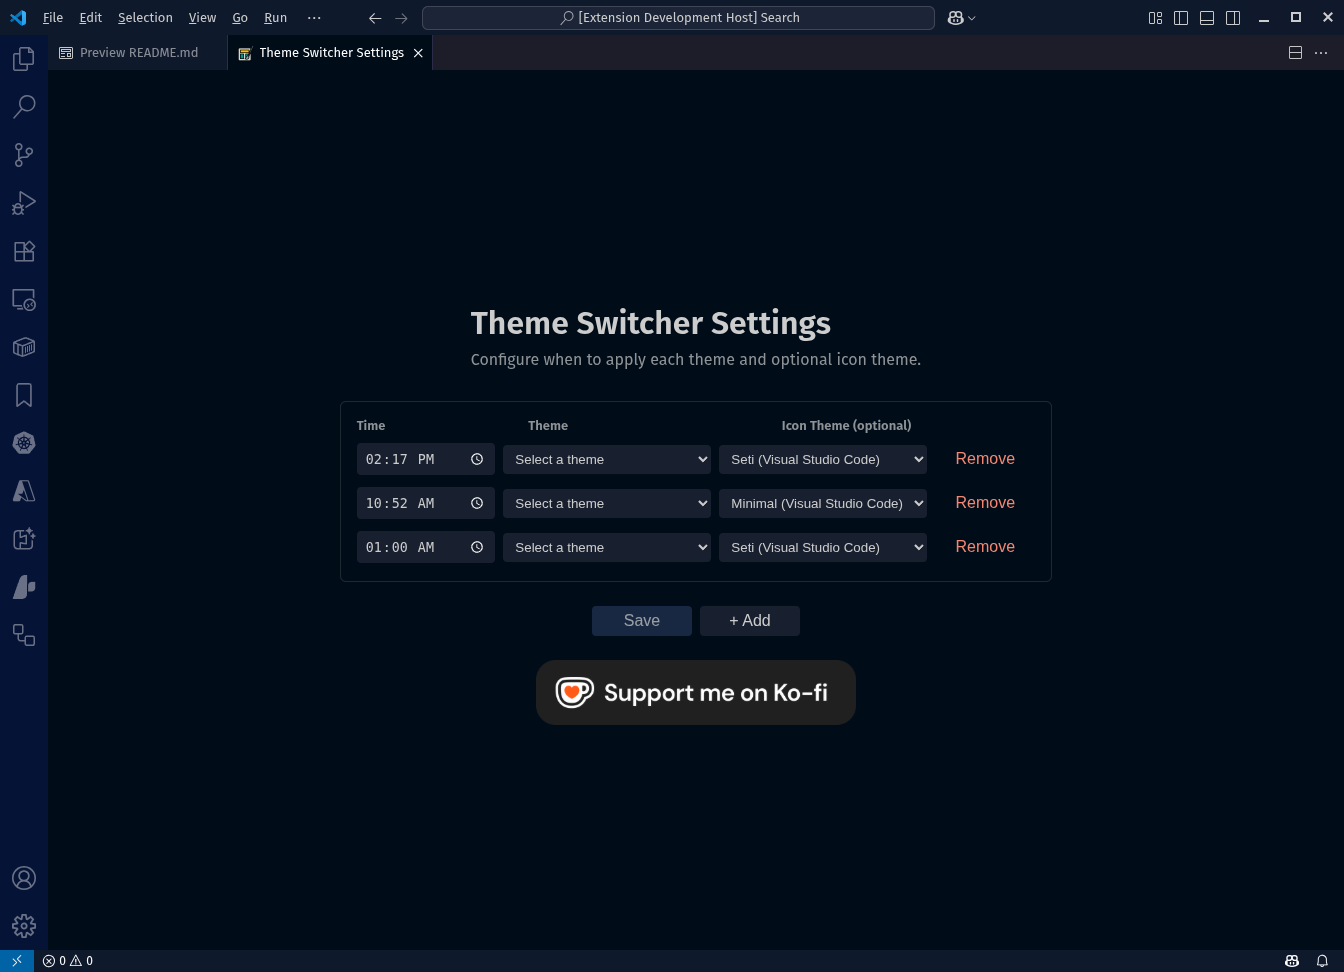 File Edit Selection View Go Run ··· [Extension Development Host] Search
Preview README.md Theme Switcher Settings
Theme Switcher Settings
Configure when to apply each theme and optional icon theme.
Time Theme Icon Theme (optional)
02:17 PM Select a theme Seti (Visual Studio Code) Remove
10:52 AM Select a theme Minimal (Visual Studio Code) Remove
01:00 AM Select a theme Seti (Visual Studio Code) Remove
Save + Add
Support me on Ko-fi
0 0